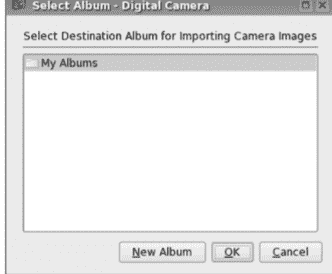 Select Album - Digital Camera
Select Destination Album for Importing Camera Images
My Albums
New Album
OK
Cancel